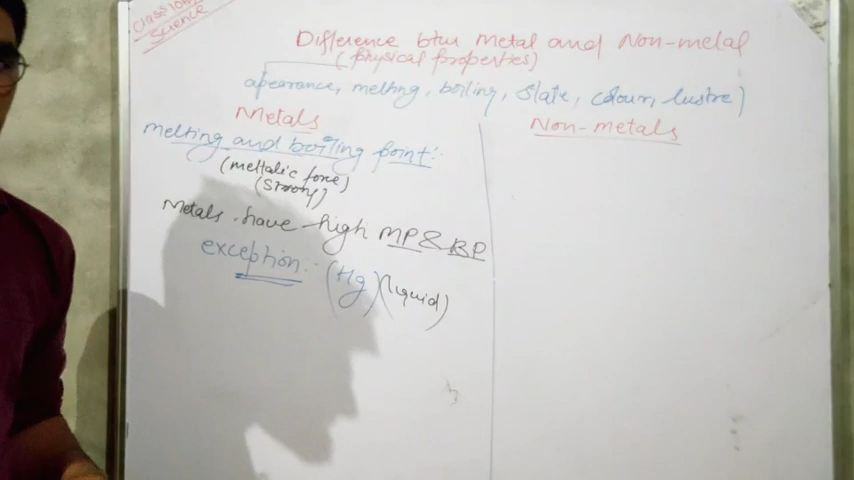 Class 10th
Science
Difference btw Metal and Non-metal
(physical properties)
apearance, melting, boiling, State, colour, lustre)
Metals
melting and boiling point:-
(mettalic force)
(Strong)
Metals have high MP & BP
exception:- (Hg) (liquid)
Non-metals